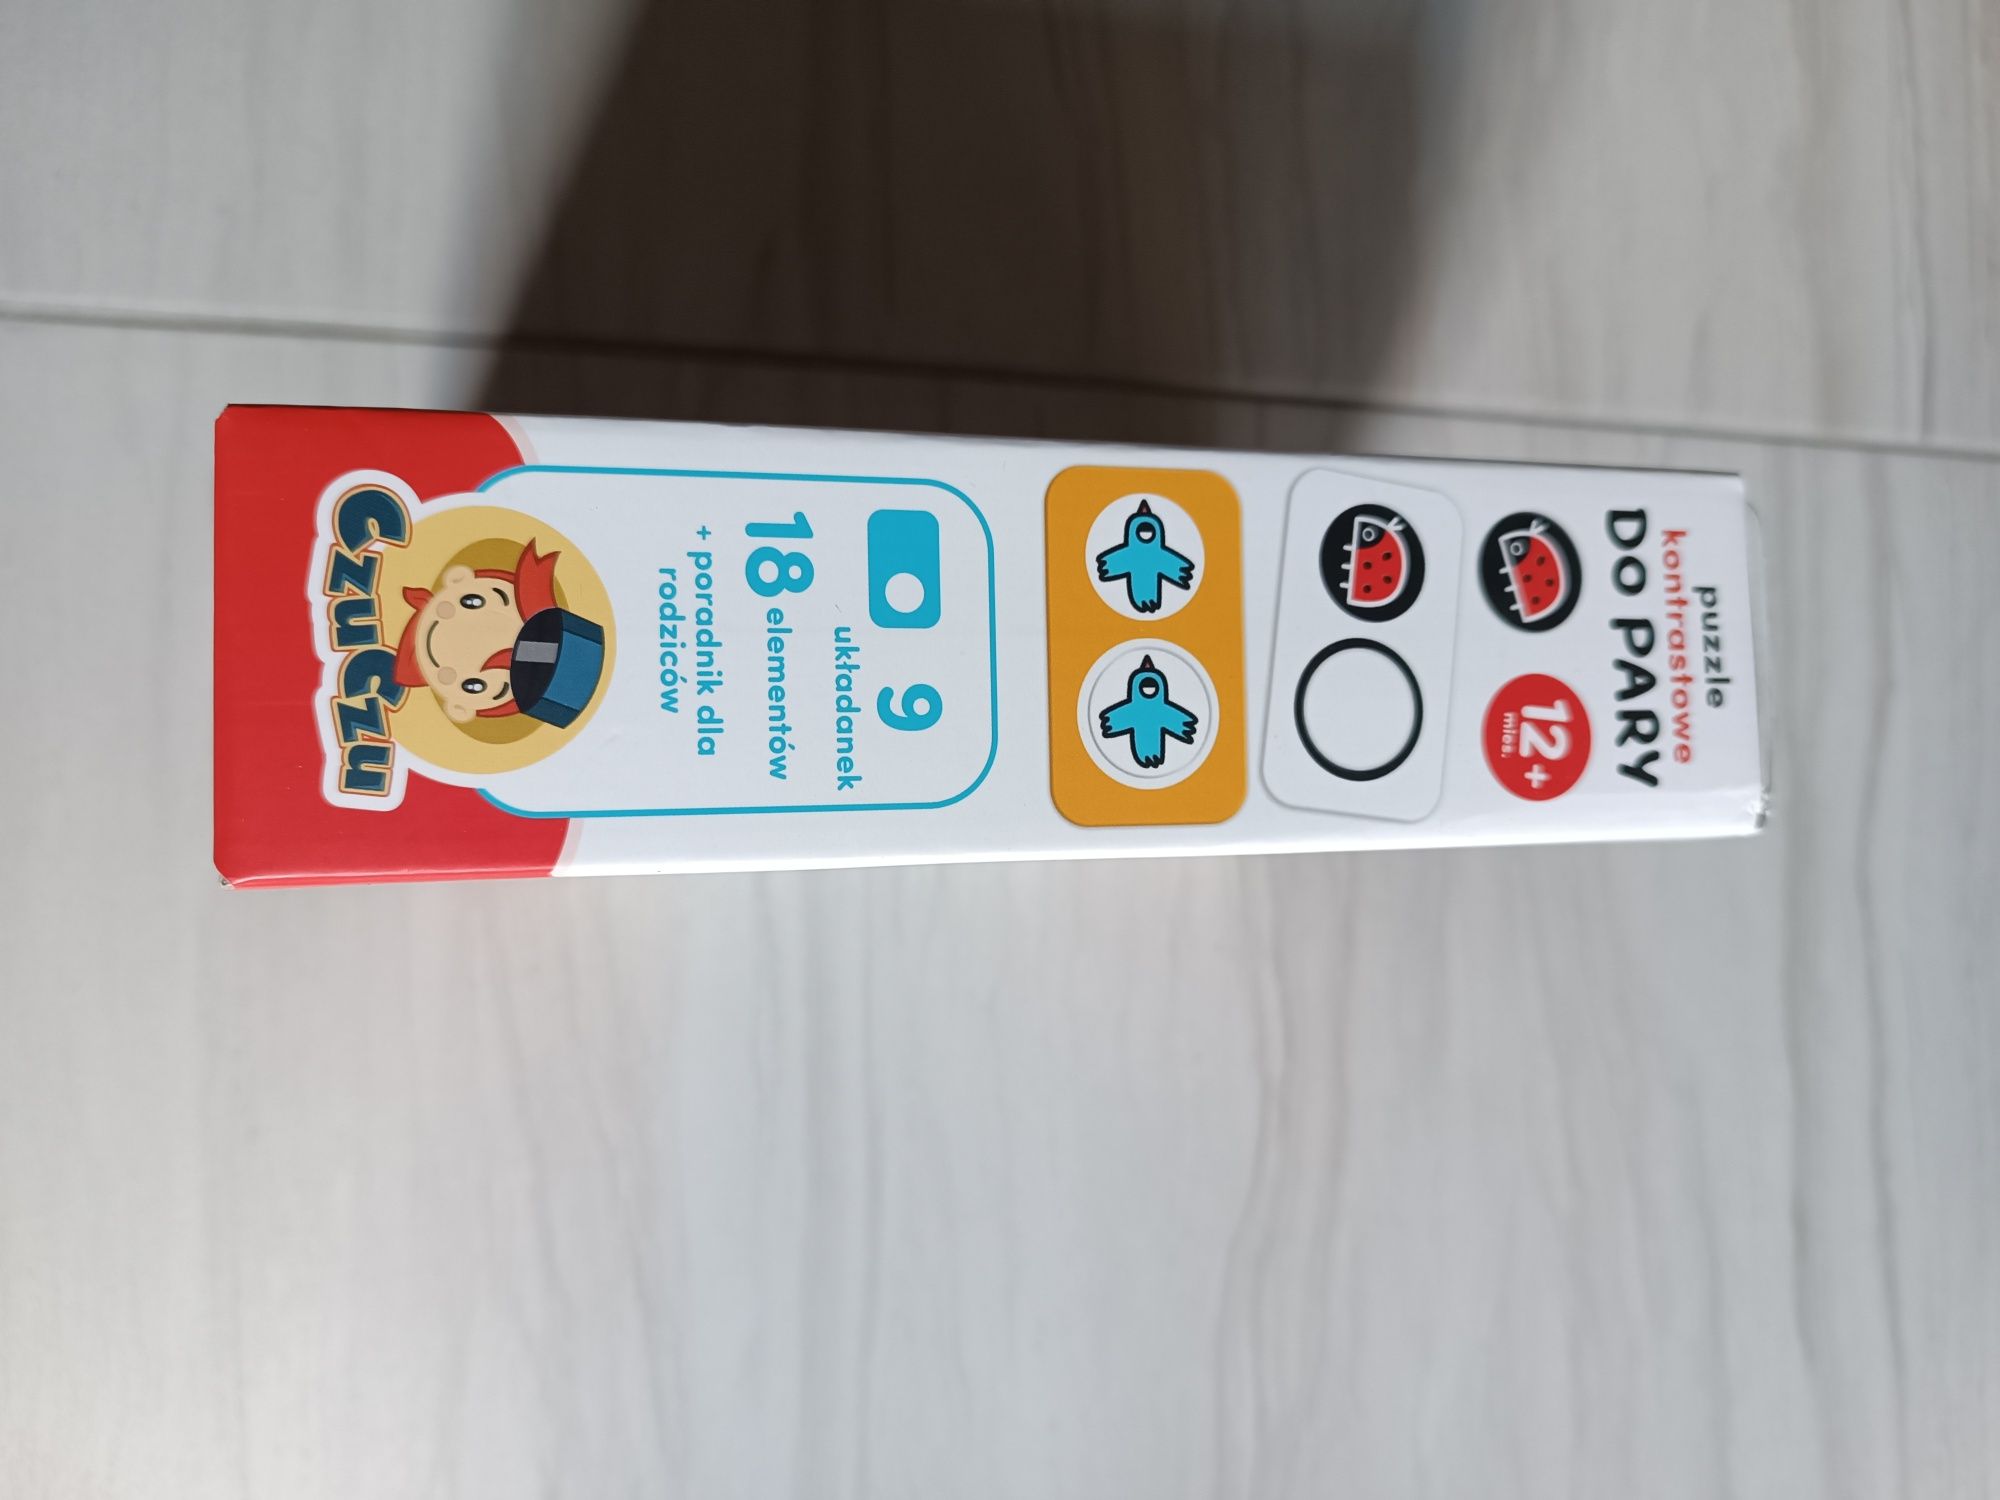 puzzle
kontrastowe
DO PARY
12+
mies.
9
układanek
18 elementów
+ poradnik dla
rodziców
CzuCzu